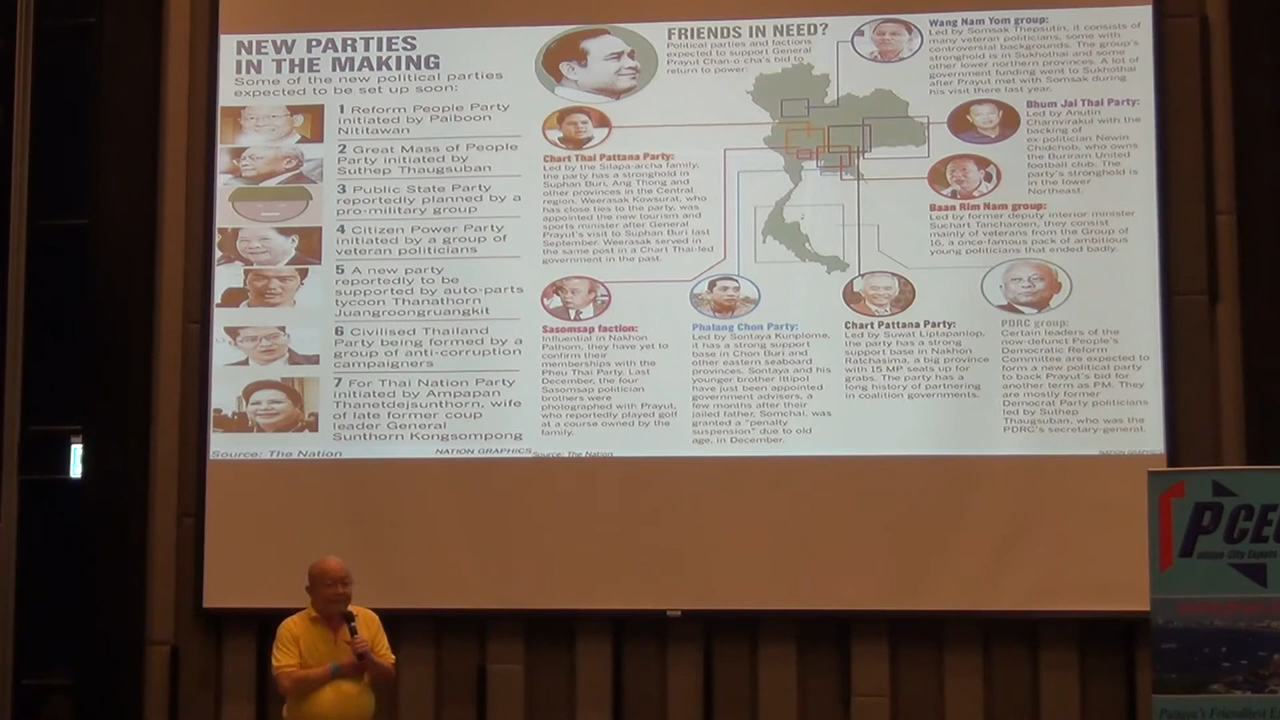 NEW PARTIES
IN THE MAKING
Some of the new political parties
expected to be set up soon:
1 Reform People Party
initiated by Paiboon
Nititawan
2 Great Mass of People
Party initiated by
Suthep Thaugsuban
3 Public State Party
reportedly planned by a
pro-military group
4 Citizen Power Party
initiated by a group of
veteran politicians
5 A new party
reportedly to be
supported by auto-parts
tycoon Thanathorn
Juangroongruangkit
6 Civilised Thailand
Party being formed by a
group of anti-corruption
campaigners
7 For Thai Nation Party
initiated by Ampapan
Thanetdejsunthorn, wife
of late former coup
leader General
Sunthorn Kongsompong
Source: The Nation
NATION GRAPHICS
FRIENDS IN NEED?
Political parties and factions
expected to support General
Prayut Chan-o-cha's bid to
return to power:
Wang Nam Yom group:
Led by Somsak Thepsutin, it consists of
many veteran politicians, some with
controversial backgrounds. The group's
stronghold is in Sukhothai and some
other lower northern provinces. A lot of
government funding went to Sukhothai
after Prayut met with Somsak during
his visit there last year.
Bhum Jai Thai Party:
Led by Anutin
Charnvirakul with the
backing of
ex-politician Newin
Chidchob, who owns
the Buriram United
football club. The
party's stronghold is
in the lower
Northeast.
Chart Thai Pattana Party:
Led by the Silapa-archa family,
the party has a stronghold in
Suphan Buri, Ang Thong and
other provinces in the Central
region. Weerasak Kowsurat, who
has close ties to the party, was
appointed the new tourism and
sports minister after General
Prayut's visit to Suphan Buri last
September. Weerasak served in
the same post in a Chart Thai-led
government in the past.
Baan Rim Nam group:
Led by former deputy interior minister
Suchart Tancharoen, they consist
mainly of veterans from the Group of
16, a once-famous pack of ambitious
young politicians that ended badly.
Sasomsap faction:
Influential in Nakhon
Pathom, they have yet to
confirm their
memberships with the
Pheu Thai Party. Last
December, the four
Sasomsap politician
brothers were
photographed with Prayut,
who reportedly played golf
at a course owned by the
family.
Phalang Chon Party:
Led by Sontaya Kunplome,
it has a strong support
base in Chon Buri and
other eastern seaboard
provinces. Sontaya and his
younger brother Ittipol
have just been appointed
government advisers, a
few months after their
jailed father, Somchai, was
granted a "penalty
suspension" due to old
age, in December.
Chart Pattana Party:
Led by Suwat Liptapanlop,
the party has a strong
support base in Nakhon
Ratchasima, a big province
with 15 MP seats up for
grabs. The party has a
long history of partnering
in coalition governments.
PDRC group:
Certain leaders of the
now-defunct People's
Democratic Reform
Committee are expected to
form a new political party
to back Prayut's bid for
another term as PM. They
are mostly former
Democrat Party politicians
led by Suthep
Thaugsuban, who was the
PDRC's secretary-general.
Source: The Nation
NATION GRAPHICS
PCE
City Expats